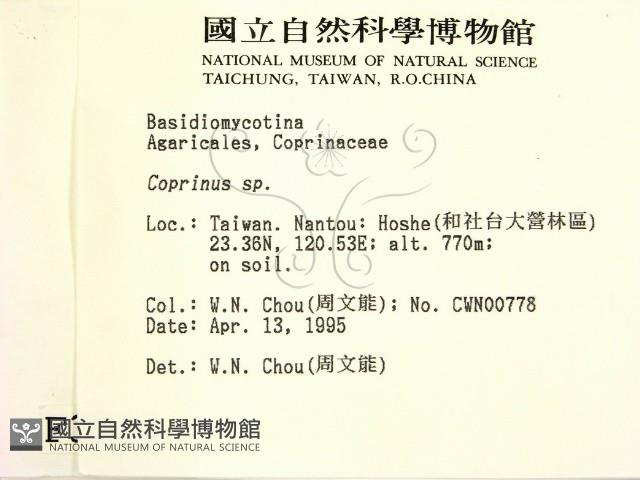 國立自然科學博物館
NATIONAL MUSEUM OF NATURAL SCIENCE
TAICHUNG, TAIWAN, R.O.CHINA
Basidiomycotina
Agaricales, Coprinaceae
Coprinus sp.
Loc.: Taiwan. Nantou: Hoshe(和社台大營林區)
23.36N, 120.53E; alt. 770m;
on soil.
Col.: W.N. Chou(周文能); No. CWN00778
Date: Apr. 13, 1995
Det.: W.N. Chou(周文能)
國立自然科學博物館
NATIONAL MUSEUM OF NATURAL SCIENCE